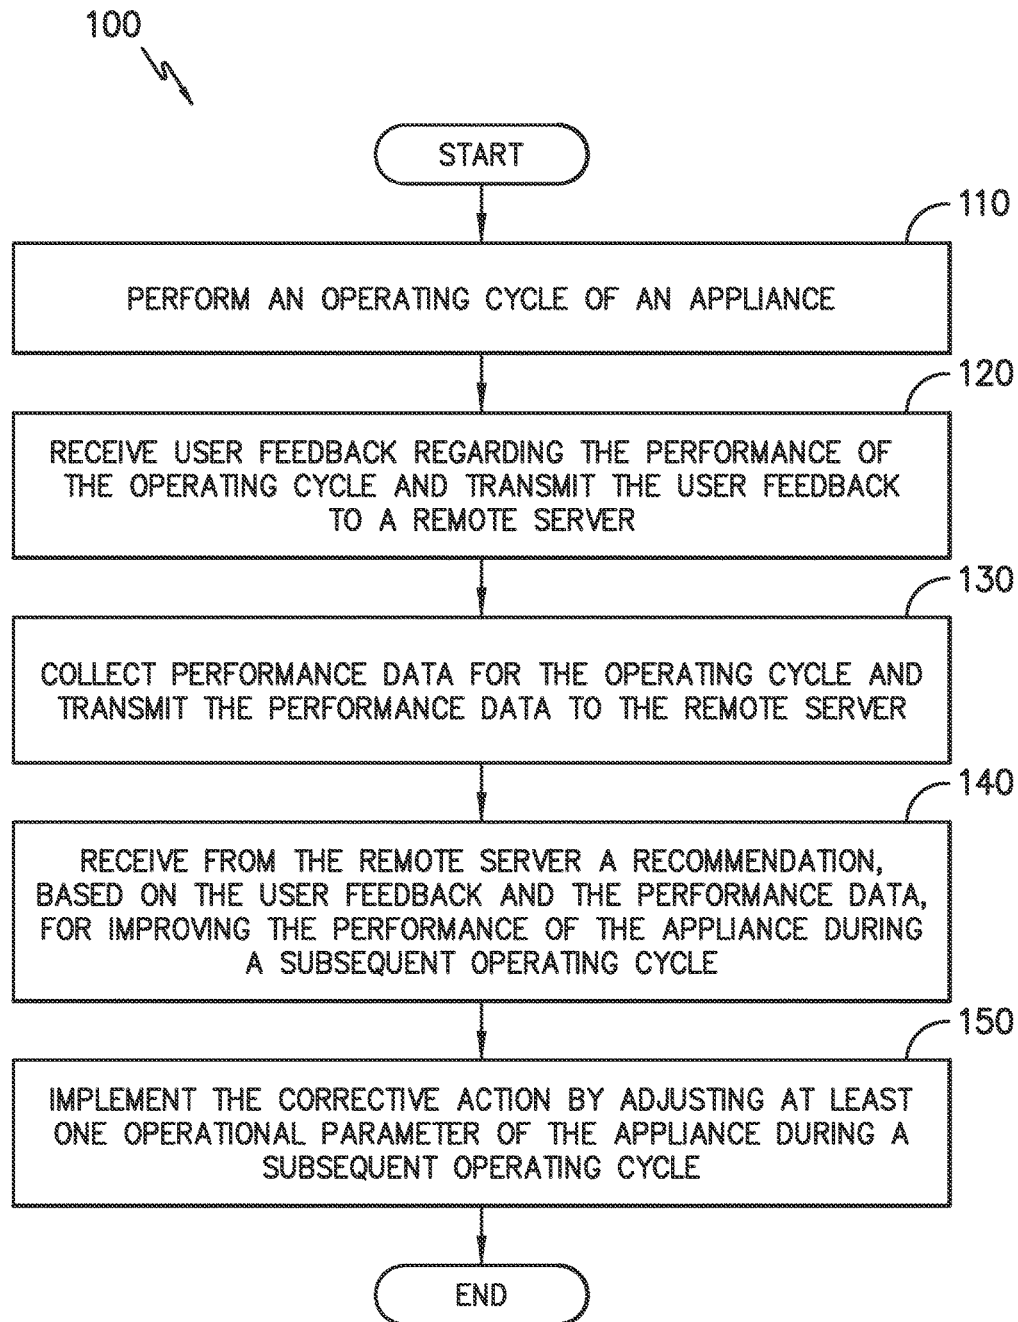 100
START
110
PERFORM AN OPERATING CYCLE OF AN APPLIANCE
120
RECEIVE USER FEEDBACK REGARDING THE PERFORMANCE OF
THE OPERATING CYCLE AND TRANSMIT THE USER FEEDBACK
TO A REMOTE SERVER
130
COLLECT PERFORMANCE DATA FOR THE OPERATING CYCLE AND
TRANSMIT THE PERFORMANCE DATA TO THE REMOTE SERVER
140
RECEIVE FROM THE REMOTE SERVER A RECOMMENDATION,
BASED ON THE USER FEEDBACK AND THE PERFORMANCE DATA,
FOR IMPROVING THE PERFORMANCE OF THE APPLIANCE DURING
A SUBSEQUENT OPERATING CYCLE
150
IMPLEMENT THE CORRECTIVE ACTION BY ADJUSTING AT LEAST
ONE OPERATIONAL PARAMETER OF THE APPLIANCE DURING A
SUBSEQUENT OPERATING CYCLE
END